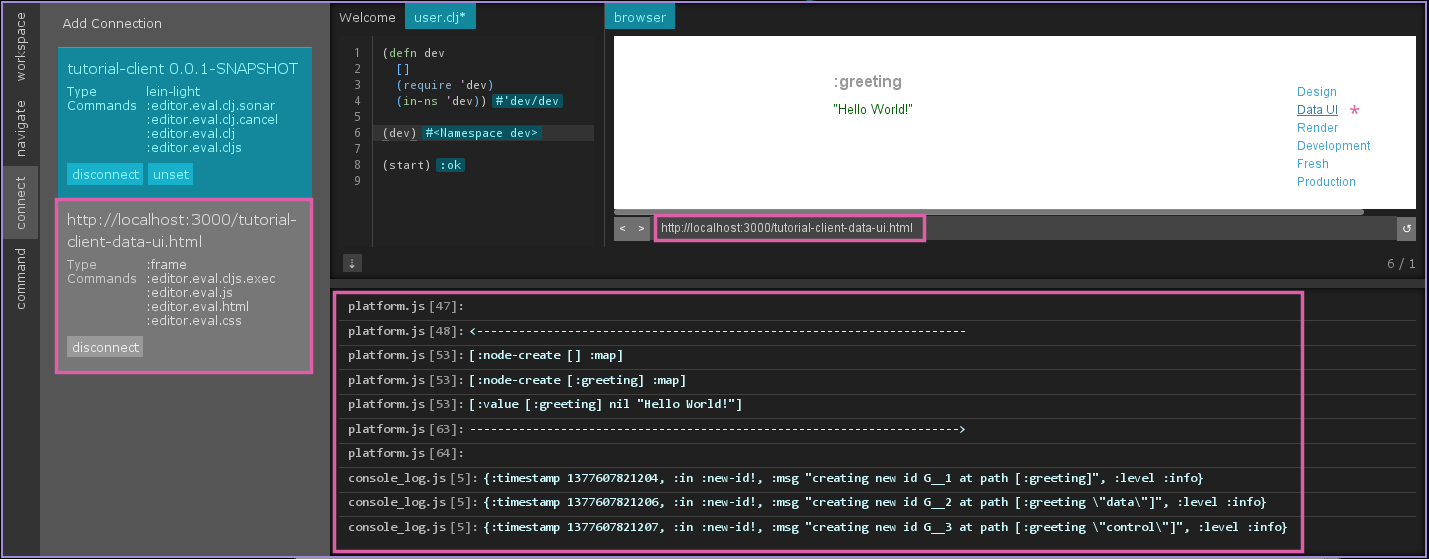 workspace
navigate
connect
command
Add Connection
tutorial-client 0.0.1-SNAPSHOT
Type lein-light
Commands :editor.eval.clj.sonar
:editor.eval.clj.cancel
:editor.eval.clj
:editor.eval.cljs
disconnect unset
http://localhost:3000/tutorial-
client-data-ui.html
Type :frame
Commands :editor.eval.cljs.exec
:editor.eval.js
:editor.eval.html
:editor.eval.css
disconnect
Welcome user.clj*
1 (defn dev
2 []
3 (require 'dev)
4 (in-ns 'dev)) #'dev/dev
5
6 (dev) #<Namespace dev>
7
8 (start) :ok
9
browser
:greeting
"Hello World!"
Design
Data UI *
Render
Development
Fresh
Production
< > http://localhost:3000/tutorial-client-data-ui.html ↺
⇣ 6 / 1
platform.js [47]:
platform.js [48]: <----------------------------------------------------------------------
platform.js [53]: [:node-create [] :map]
platform.js [53]: [:node-create [:greeting] :map]
platform.js [53]: [:value [:greeting] nil "Hello World!"]
platform.js [63]: ---------------------------------------------------------------------->
platform.js [64]:
console_log.js [5]: {:timestamp 1377607821204, :in :new-id!, :msg "creating new id G__1 at path [:greeting]", :level :info}
console_log.js [5]: {:timestamp 1377607821206, :in :new-id!, :msg "creating new id G__2 at path [:greeting \"data\"]", :level :info}
console_log.js [5]: {:timestamp 1377607821207, :in :new-id!, :msg "creating new id G__3 at path [:greeting \"control\"]", :level :info}